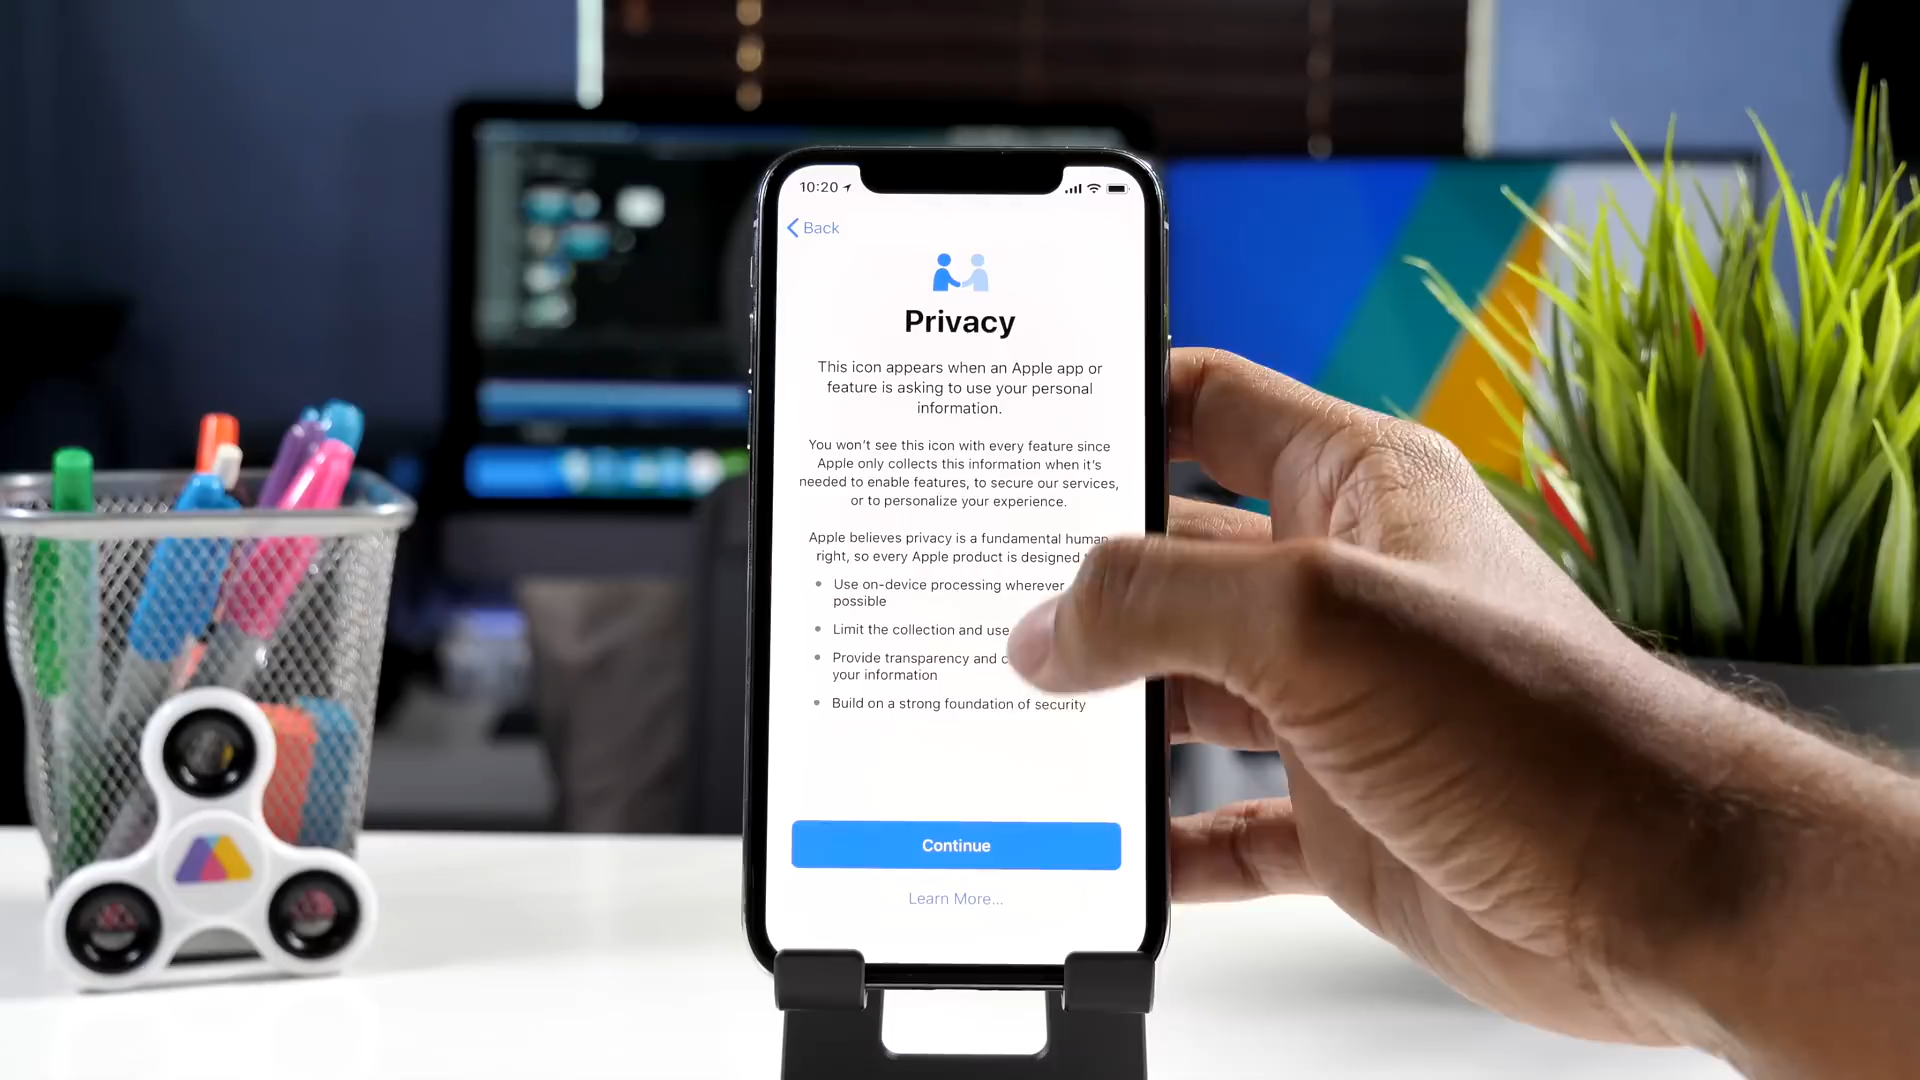 10:20
Back
Privacy
This icon appears when an Apple app or
feature is asking to use your personal
information.
You won't see this icon with every feature since
Apple only collects this information when it's
needed to enable features, to secure our services,
or to personalize your experience.
Apple believes privacy is a fundamental human
right, so every Apple product is designed
Use on-device processing wherever
possible
Limit the collection and use
Provide transparency and
your information
Build on a strong foundation of security
Continue
Learn More...